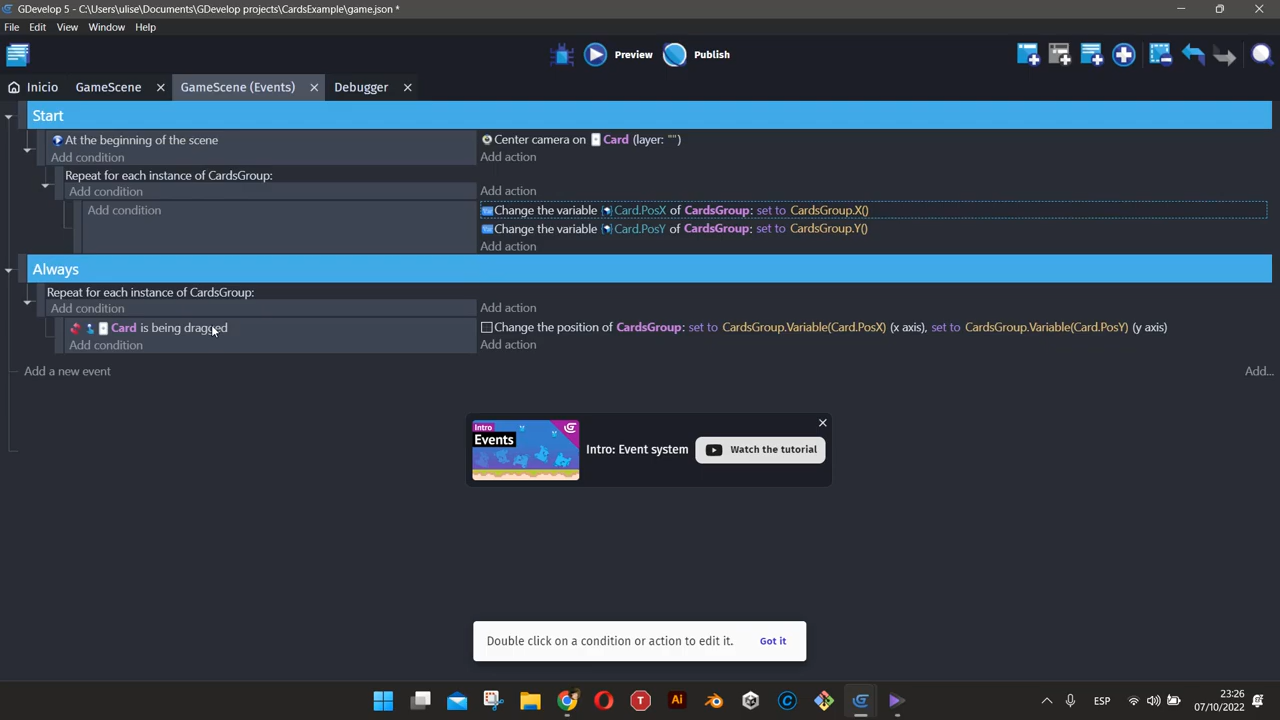 GDevelop 5 - C:\Users\ulise\Documents\GDevelop projects\CardsExample\game.json *
File Edit View Window Help
Preview Publish
Inicio GameScene GameScene (Events) Debugger
Start
At the beginning of the scene Center camera on Card (layer: "")
Add condition Add action
Repeat for each instance of CardsGroup:
Add condition Add action
Add condition Change the variable Card.PosX of CardsGroup: set to CardsGroup.X()
Change the variable Card.PosY of CardsGroup: set to CardsGroup.Y()
Add action
Always
Repeat for each instance of CardsGroup:
Add condition Add action
Card is being dragged Change the position of CardsGroup: set to CardsGroup.Variable(Card.PosX) (x axis), set to CardsGroup.Variable(Card.PosY) (y axis)
Add condition Add action
Add a new event Add...
Intro
Events
Intro: Event system Watch the tutorial
Double click on a condition or action to edit it. Got it
T Ai C
ESP
23:26
07/10/2022